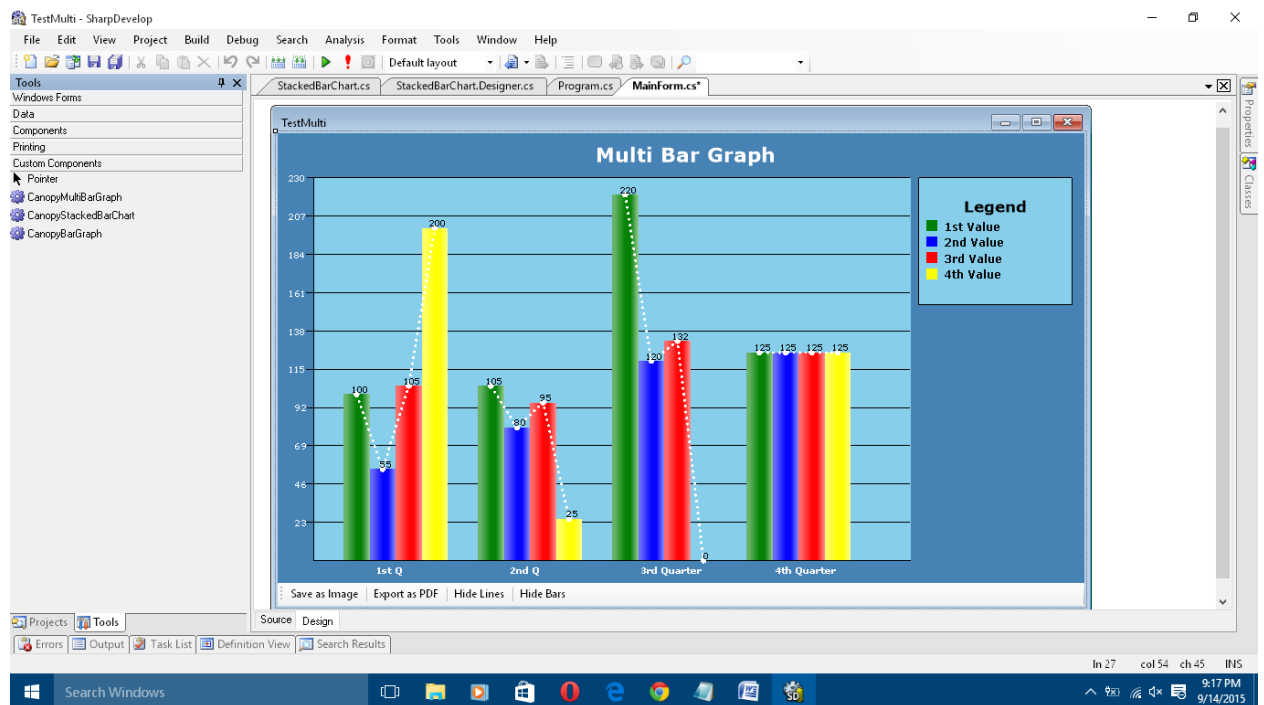 TestMulti - SharpDevelop
File Edit View Project Build Debug Search Analysis Format Tools Window Help
Default layout
Tools
StackedBarChart.cs StackedBarChart.Designer.cs Program.cs MainForm.cs*
Windows Forms
Data
Components
Printing
Custom Components
Pointer
CanopyMultiBarGraph
CanopyStackedBarChart
CanopyBarGraph
TestMulti
Multi Bar Graph
230
207
184
161
138
115
92
69
46
23
100 55 105 200
105 80 95 25
220 120 132 0
125 125 125 125
1st Q 2nd Q 3rd Quarter 4th Quarter
Legend
1st Value
2nd Value
3rd Value
4th Value
Save as Image Export as PDF Hide Lines Hide Bars
Properties
Classes
Projects Tools
Source Design
Errors Output Task List Definition View Search Results
ln 27 col 54 ch 45 INS
Search Windows
SD
9:17 PM
9/14/2015